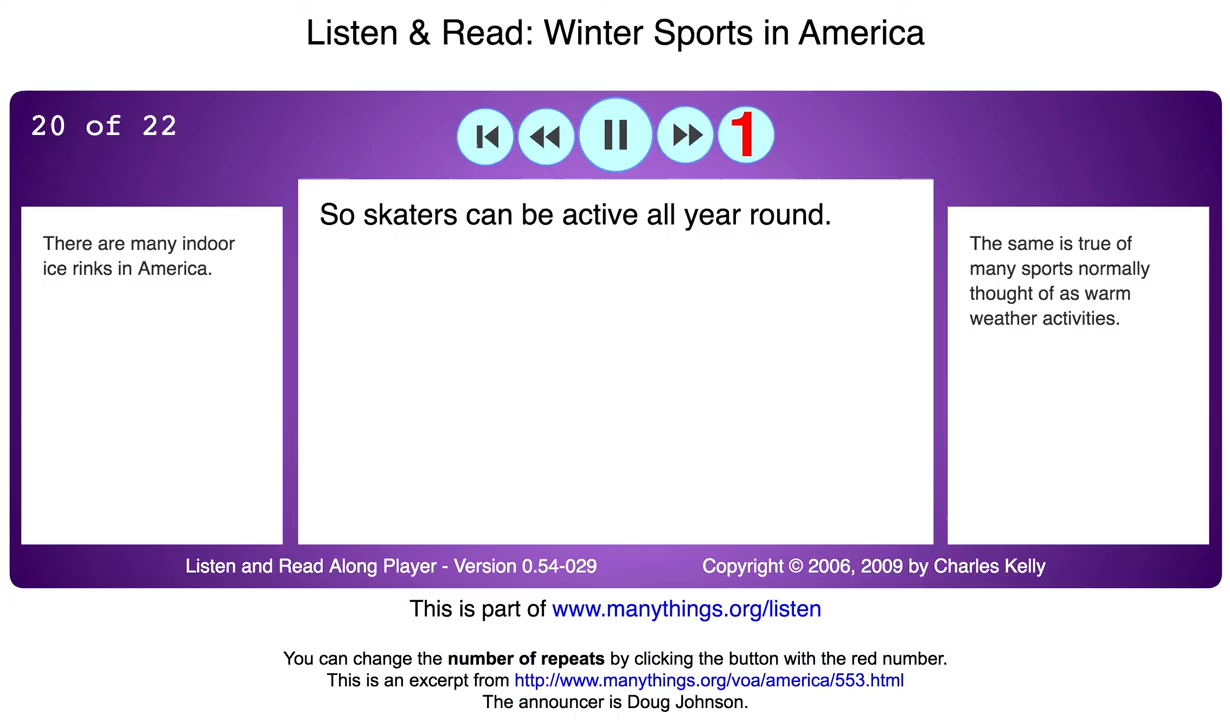 Listen & Read: Winter Sports in America
20 of 22
1
There are many indoor
ice rinks in America.
So skaters can be active all year round.
The same is true of
many sports normally
thought of as warm
weather activities.
Listen and Read Along Player - Version 0.54-029
Copyright © 2006, 2009 by Charles Kelly
This is part of www.manythings.org/listen
You can change the number of repeats by clicking the button with the red number.
This is an excerpt from http://www.manythings.org/voa/america/553.html
The announcer is Doug Johnson.